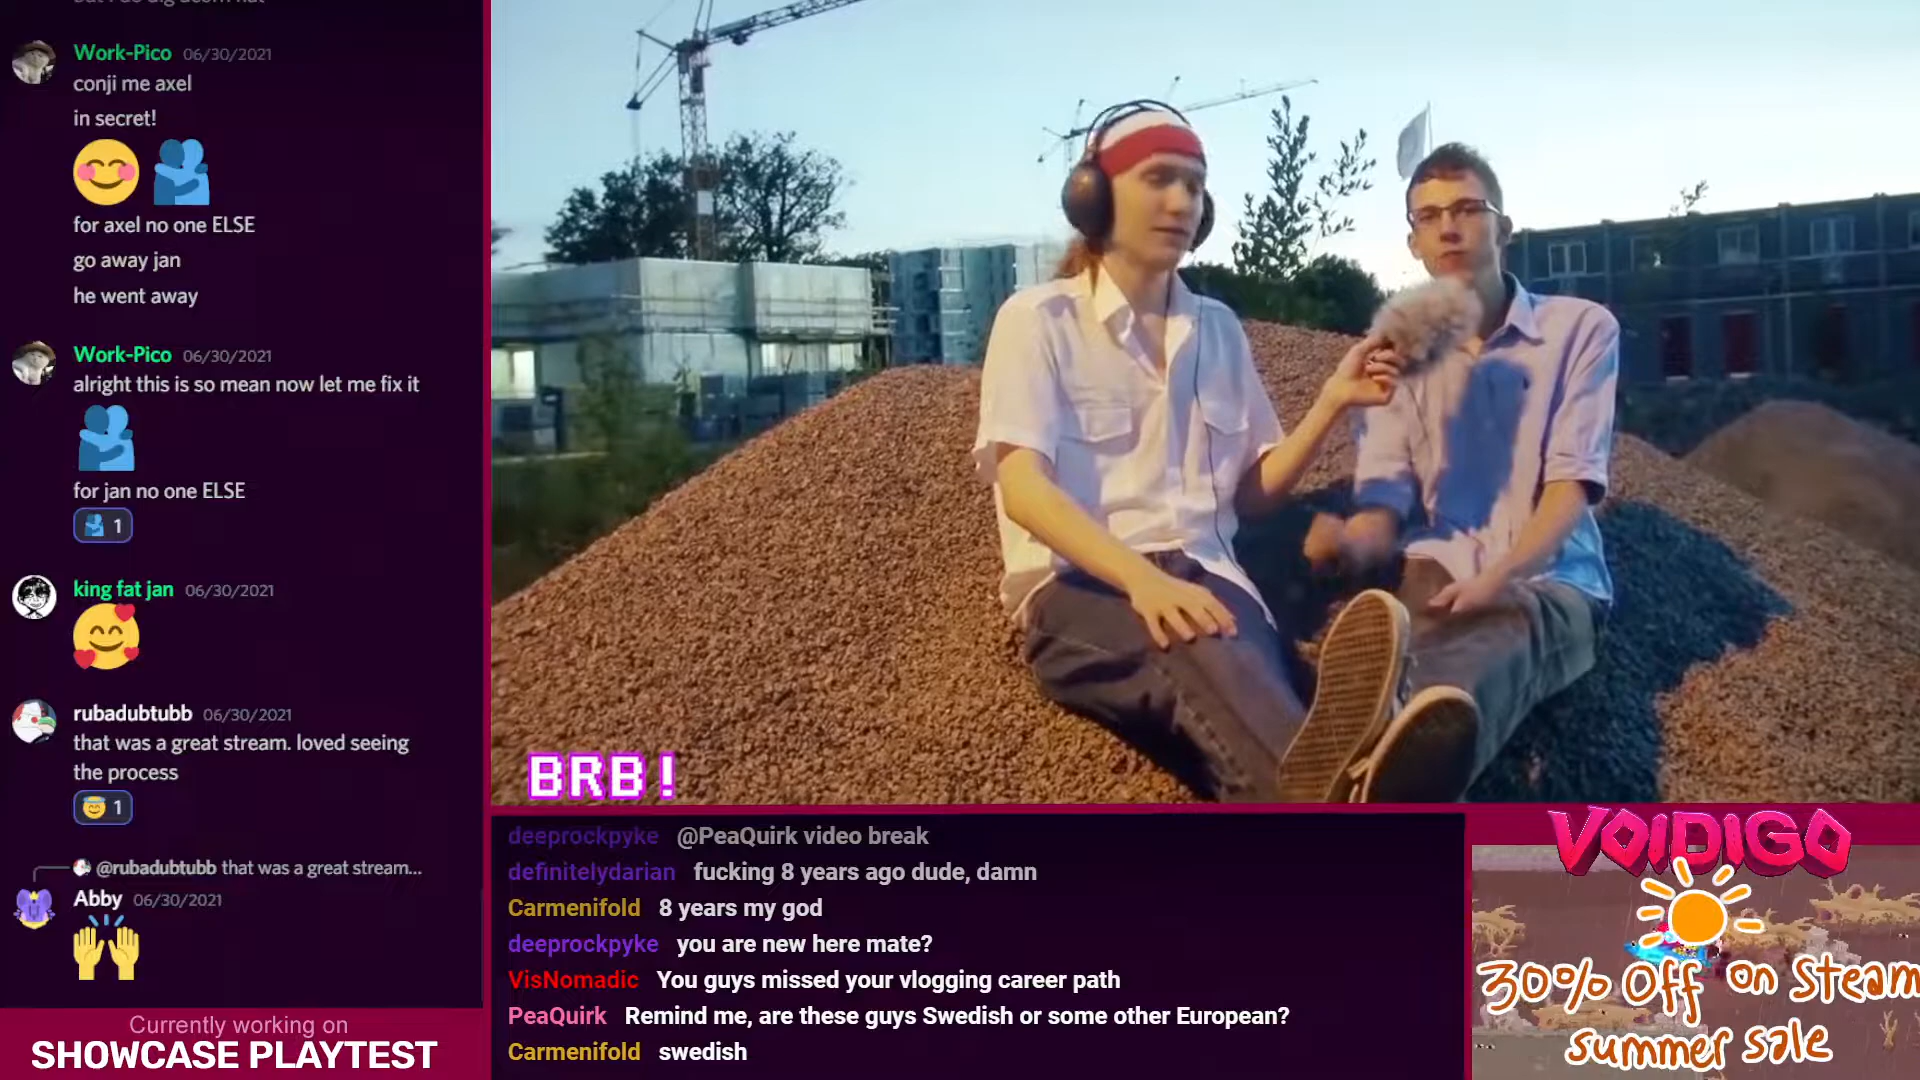 Work-Pico 06/30/2021
conji me axel
in secret!
for axel no one ELSE
go away jan
he went away
Work-Pico 06/30/2021
alright this is so mean now let me fix it
for jan no one ELSE
1
king fat jan 06/30/2021
rubadubtubb 06/30/2021
that was a great stream. loved seeing
the process
1
@rubadubtubb that was a great stream...
Abby 06/30/2021
Currently working on
SHOWCASE PLAYTEST
BRB!
deeprockpyke @PeaQuirk video break
definitelydarian fucking 8 years ago dude, damn
Carmenifold 8 years my god
deeprockpyke you are new here mate?
VisNomadic You guys missed your vlogging career path
PeaQuirk Remind me, are these guys Swedish or some other European?
Carmenifold swedish
VOIDIGO
30% Off on Steam
summer sale